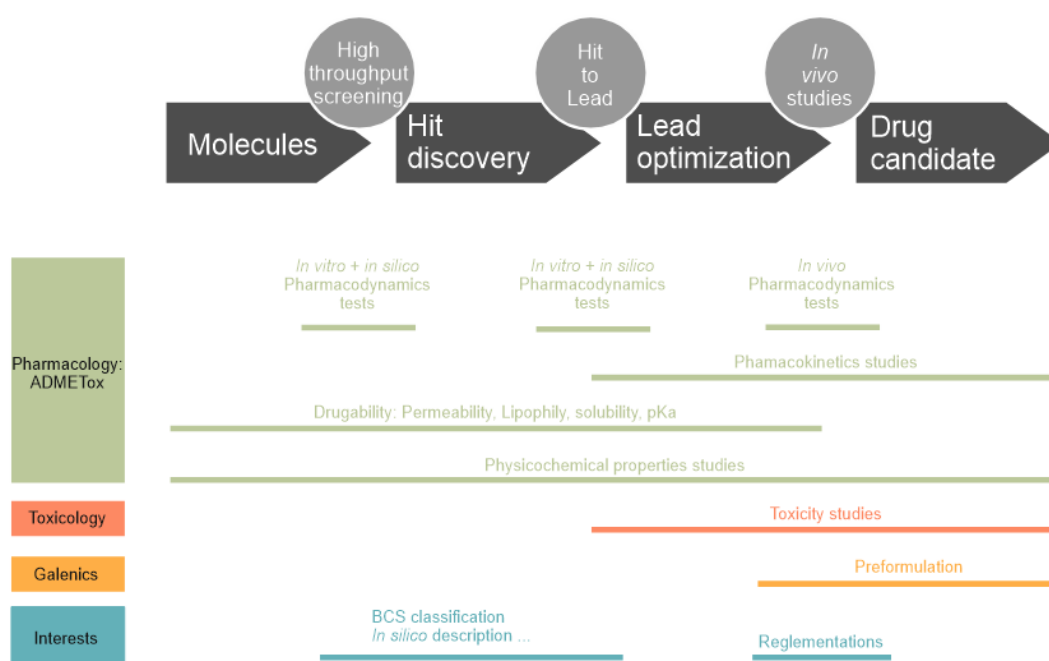 High
throughput
screening
Hit
to
Lead
In
vivo
studies
Molecules
Hit
discovery
Lead
optimization
Drug
candidate
In vitro + in silico
Pharmacodynamics
tests
In vitro + in silico
Pharmacodynamics
tests
In vivo
Pharmacodynamics
tests
Pharmacology:
ADMETox
Phamacokinetics studies
Drugability: Permeability, Lipophily, solubility, pKa
Physicochemical properties studies
Toxicology
Toxicity studies
Galenics
Preformulation
Interests
BCS classification
In silico description ...
Reglementations